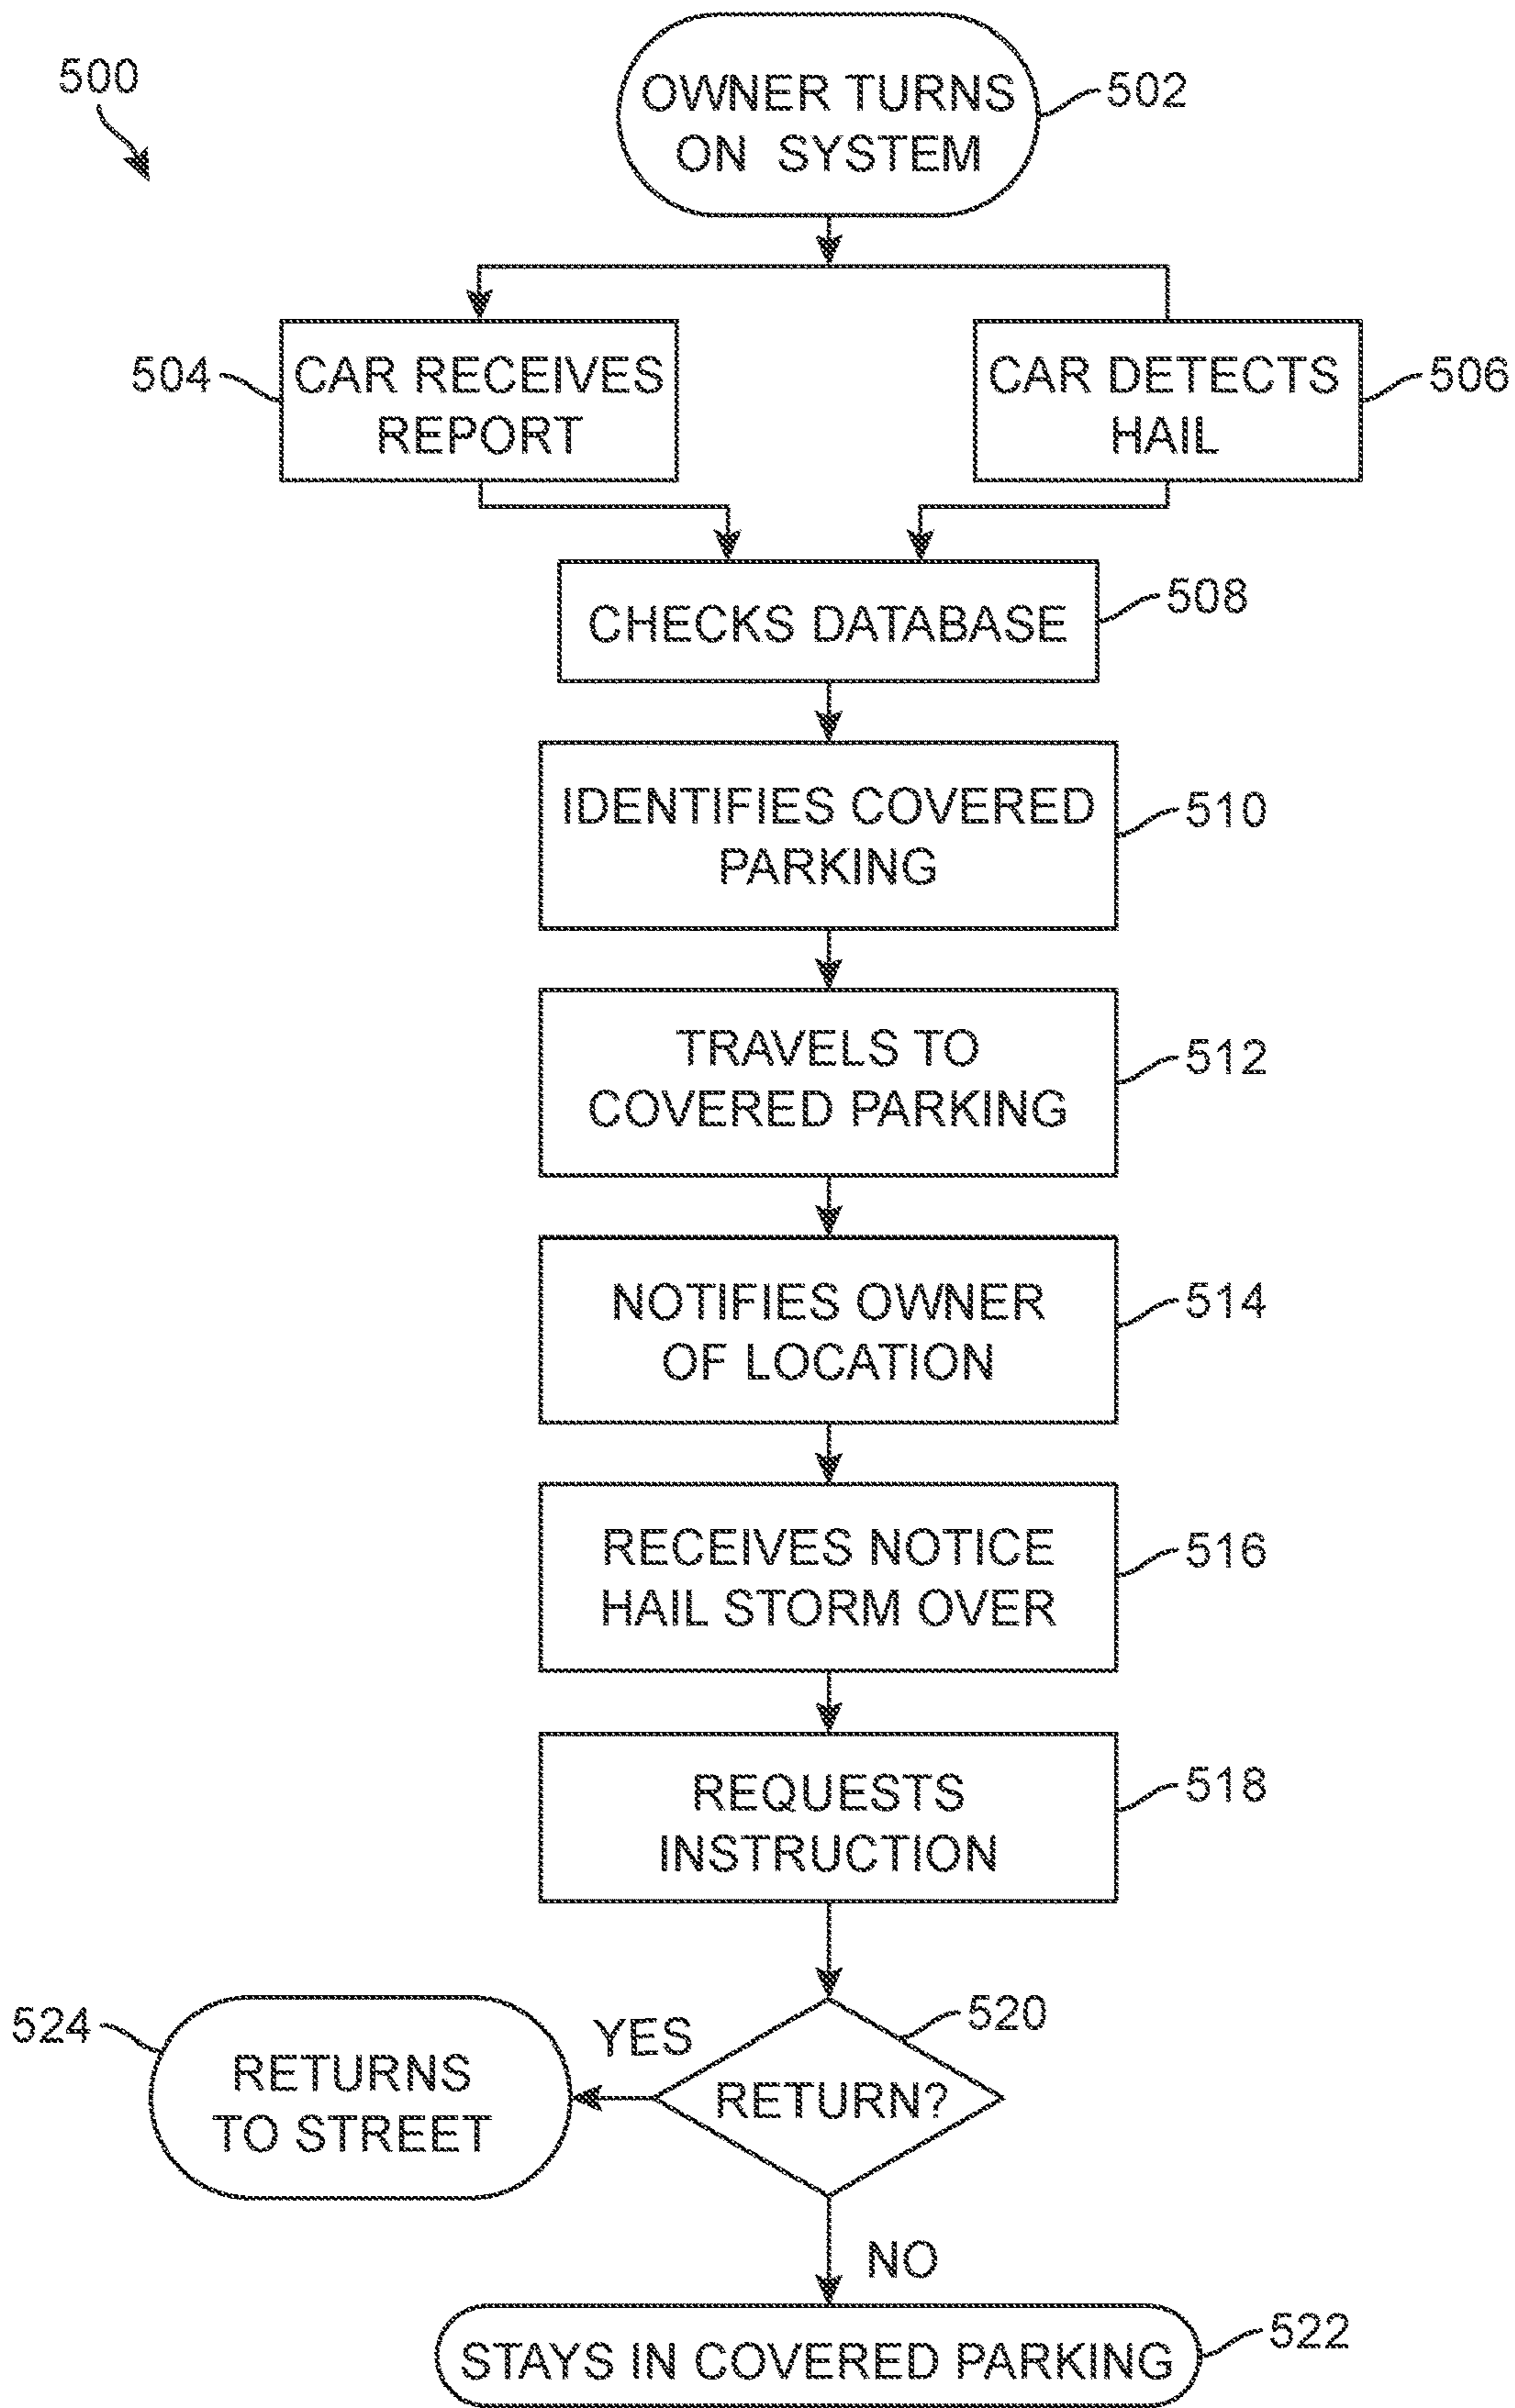 500
OWNER TURNS
ON SYSTEM
502
504
CAR RECEIVES
REPORT
CAR DETECTS
HAIL
506
CHECKS DATABASE
508
IDENTIFIES COVERED
PARKING
510
TRAVELS TO
COVERED PARKING
512
NOTIFIES OWNER
OF LOCATION
514
RECEIVES NOTICE
HAIL STORM OVER
516
REQUESTS
INSTRUCTION
518
RETURN?
520
YES
524
RETURNS
TO STREET
NO
STAYS IN COVERED PARKING
522